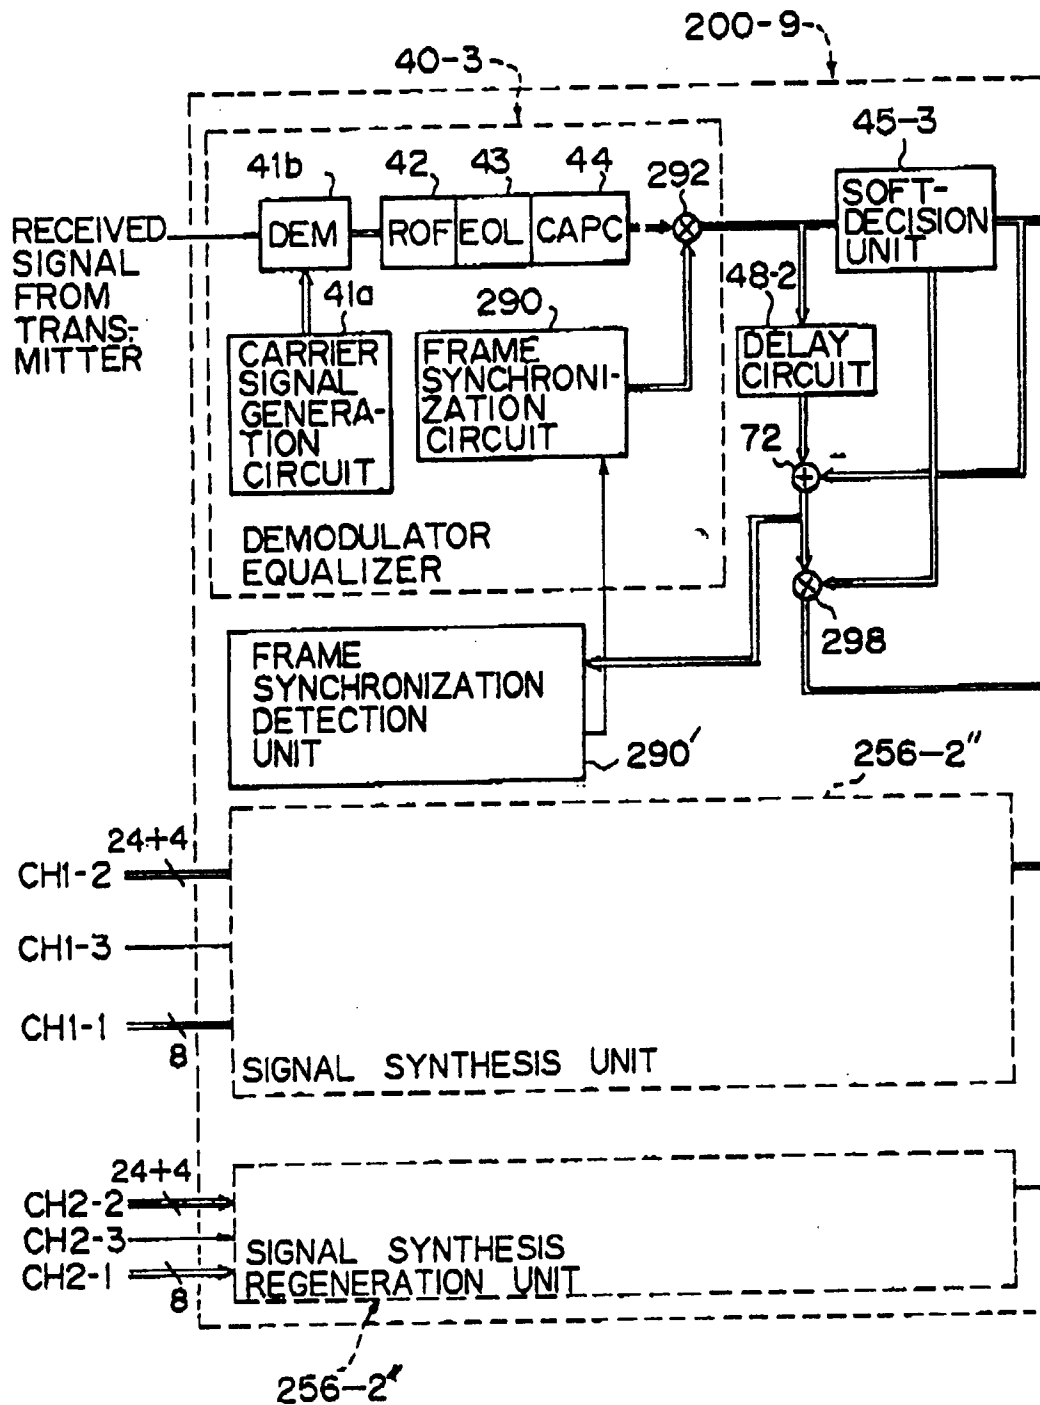 200-9
40-3
45-3
41b
42
43
44
292
RECEIVED
SIGNAL
FROM
TRANS-
MITTER
DEM
ROF
EOL
CAPC
SOFT-
DECISION
UNIT
41a
290
48-2
CARRIER
SIGNAL
GENERA-
TION
CIRCUIT
FRAME
SYNCHRONI-
ZATION
CIRCUIT
DELAY
CIRCUIT
72
+
−
DEMODULATOR
EQUALIZER
298
FRAME
SYNCHRONIZATION
DETECTION
UNIT
290'
256-2"
24+4
CH1-2
CH1-3
CH1-1
8
SIGNAL SYNTHESIS UNIT
24+4
CH2-2
CH2-3
CH2-1
8
SIGNAL SYNTHESIS
REGENERATION UNIT
256-2"